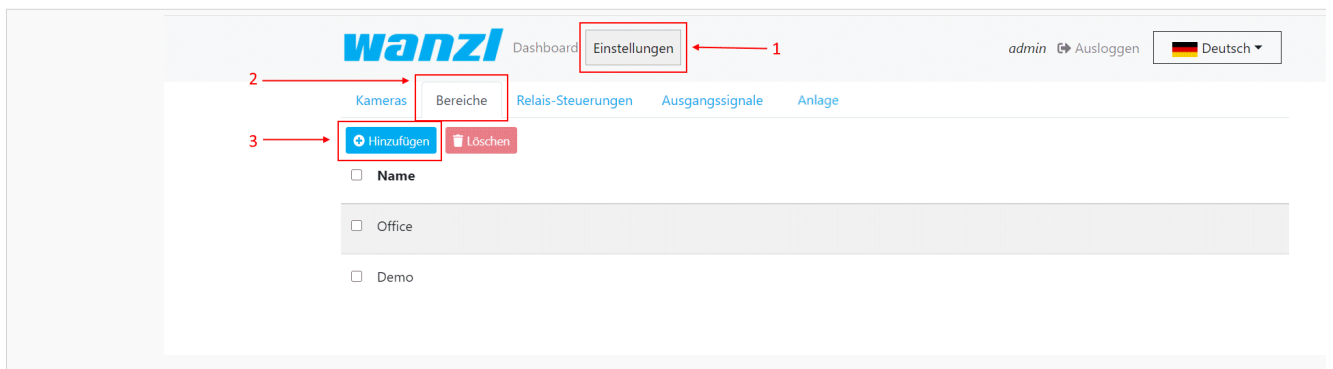 wanzl Dashboard Einstellungen 1 admin Ausloggen Deutsch
2
Kameras Bereiche Relais-Steuerungen Ausgangssignale Anlage
3 Hinzufügen Löschen
Name
Office
Demo